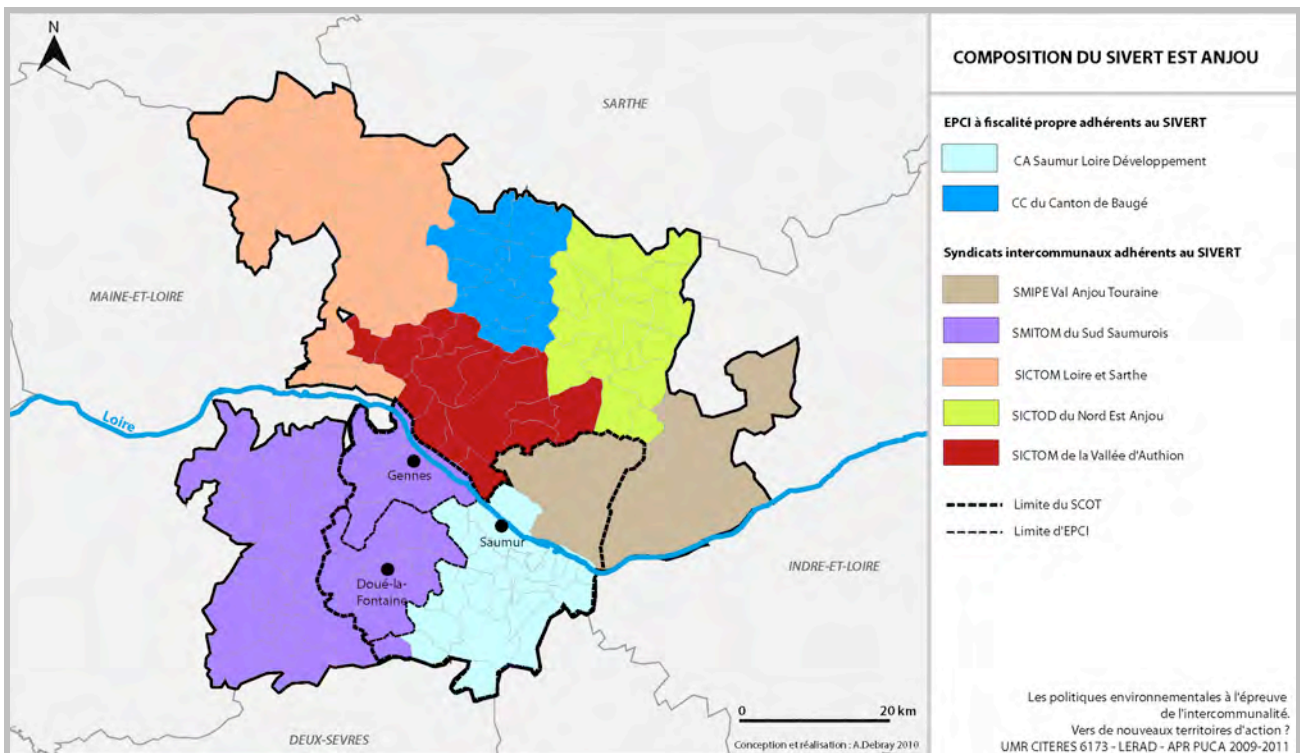 N
SARTHE
MAINE-ET-LOIRE
Loire
Gennes
Saumur
Doué-la-
Fontaine
INDRE-ET-LOIRE
DEUX-SEVRES
0 20 km
Conception et réalisation : A.Debray 2010
COMPOSITION DU SIVERT EST ANJOU
EPCI à fiscalité propre adhérents au SIVERT
CA Saumur Loire Développement
CC du Canton de Baugé
Syndicats intercommunaux adhérents au SIVERT
SMIPE Val Anjou Touraine
SMITOM du Sud Saumurois
SICTOM Loire et Sarthe
SICTOD du Nord Est Anjou
SICTOM de la Vallée d'Authion
Limite du SCOT
Limite d'EPCI
Les politiques environnementales à l'épreuve
de l'intercommunalité.
Vers de nouveaux territoires d'action ?
UMR CITERES 6173 - LERAD - APR PUCA 2009-2011